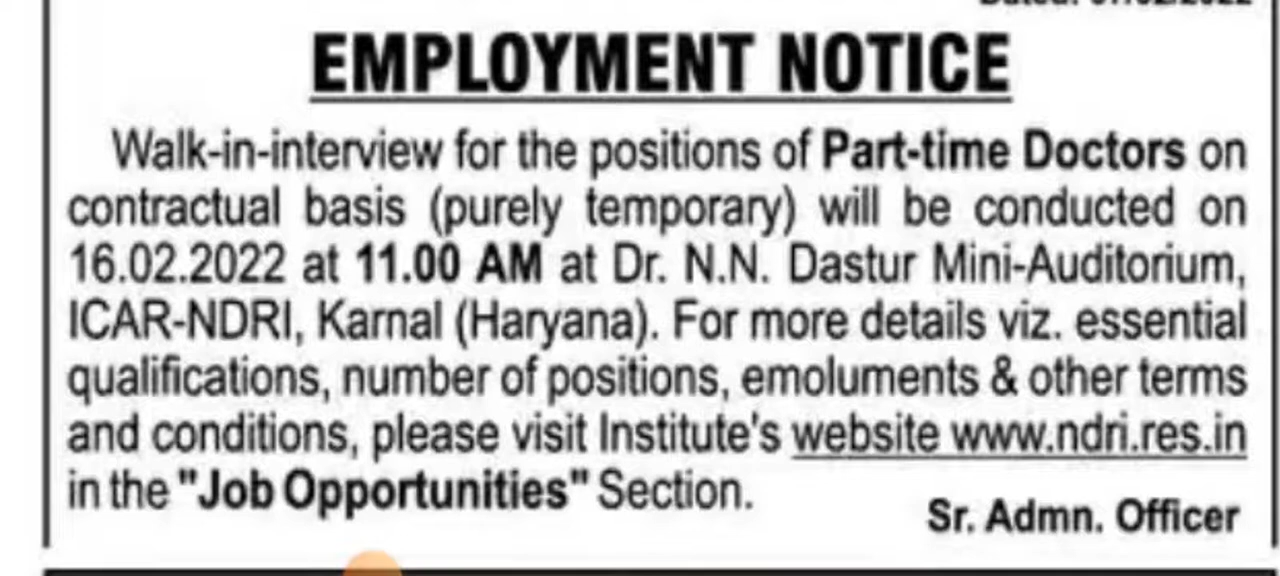 EMPLOYMENT NOTICE
Walk-in-interview for the positions of Part-time Doctors on
contractual basis (purely temporary) will be conducted on
16.02.2022 at 11.00 AM at Dr. N.N. Dastur Mini-Auditorium,
ICAR-NDRI, Karnal (Haryana). For more details viz. essential
qualifications, number of positions, emoluments & other terms
and conditions, please visit Institute's website www.ndri.res.in
in the "Job Opportunities" Section.
Sr. Admn. Officer